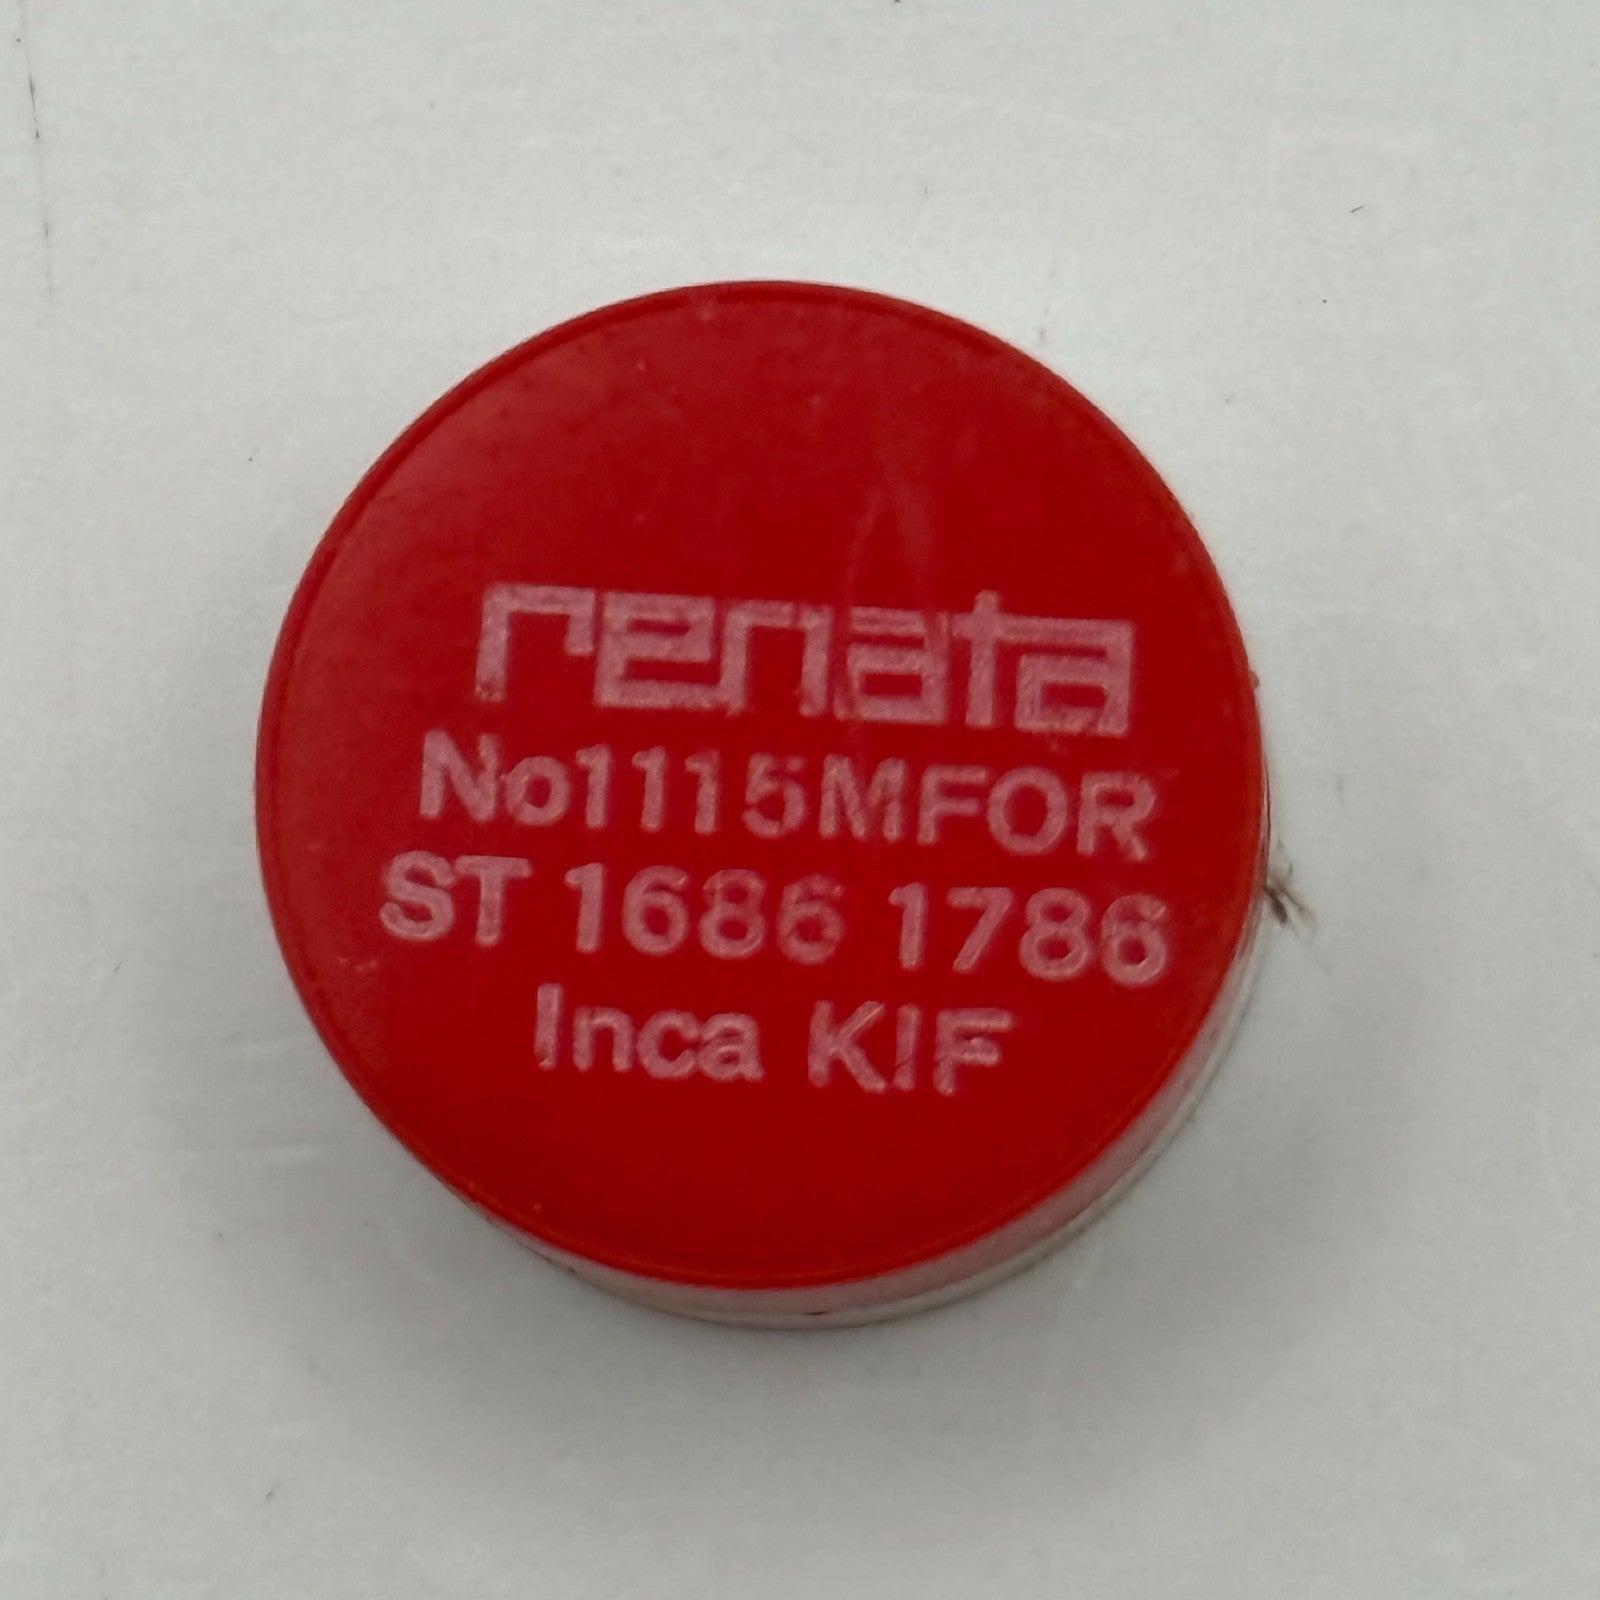 renata
No1115MFOR
ST 1686 1786
Inca KIF